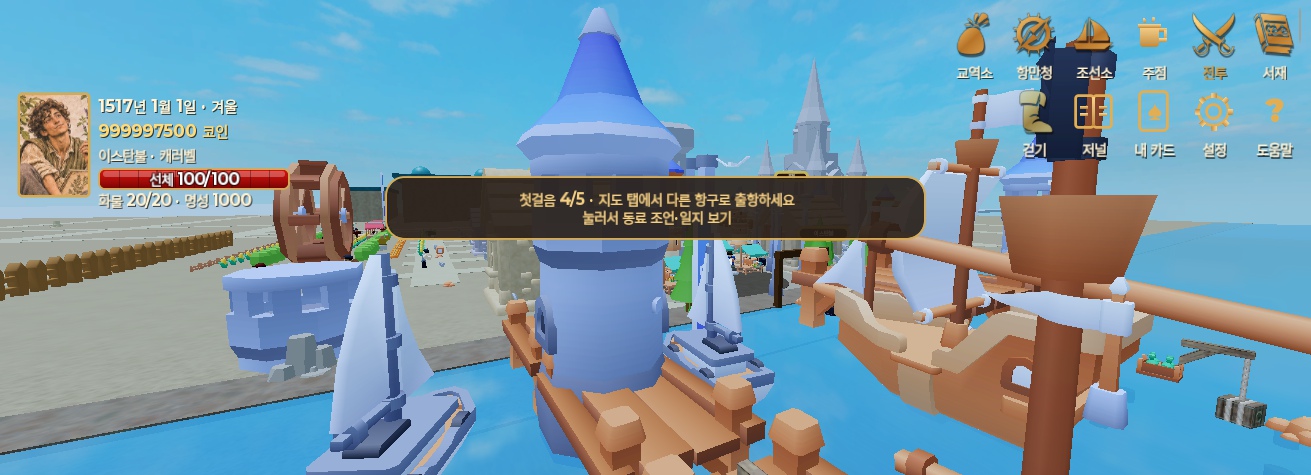 교역소 항만청 조선소 주점 전투 서재
걷기 저널 내 카드 설정 도움말
1517년 1월 1일 · 겨울
999997500 코인
이스탄불 · 캐러벨
선체 100/100
화물 20/20 · 명성 1000
첫걸음 4/5 · 지도 탭에서 다른 항구로 출항하세요
눌러서 동료 조언·일지 보기